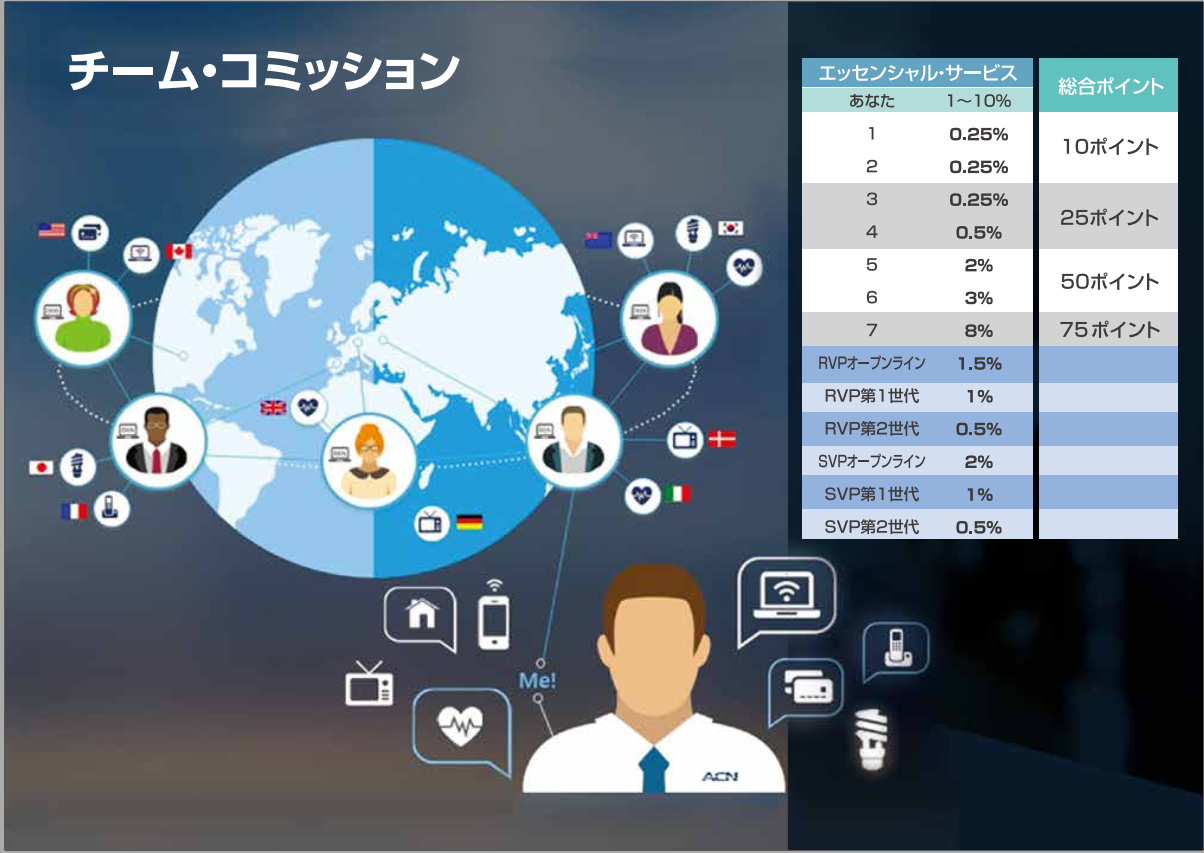 チーム・コミッション
エッセンシャル・サービス
総合ポイント
あなた 1～10%
1 0.25%
10ポイント
2 0.25%
3 0.25%
25ポイント
4 0.5%
5 2%
50ポイント
6 3%
7 8% 75ポイント
RVPオープンライン 1.5%
RVP第1世代 1%
RVP第2世代 0.5%
SVPオープンライン 2%
SVP第1世代 1%
SVP第2世代 0.5%
Me!
ACN